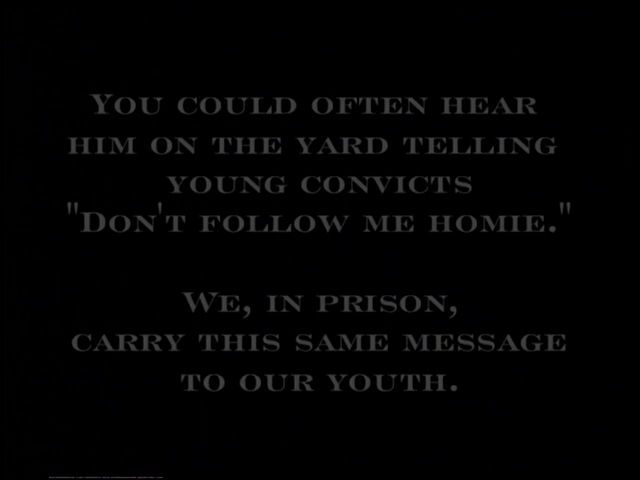 You could often hear
him on the yard telling
young convicts
"Don't follow me homie."
We, in prison,
carry this same message
to our youth.